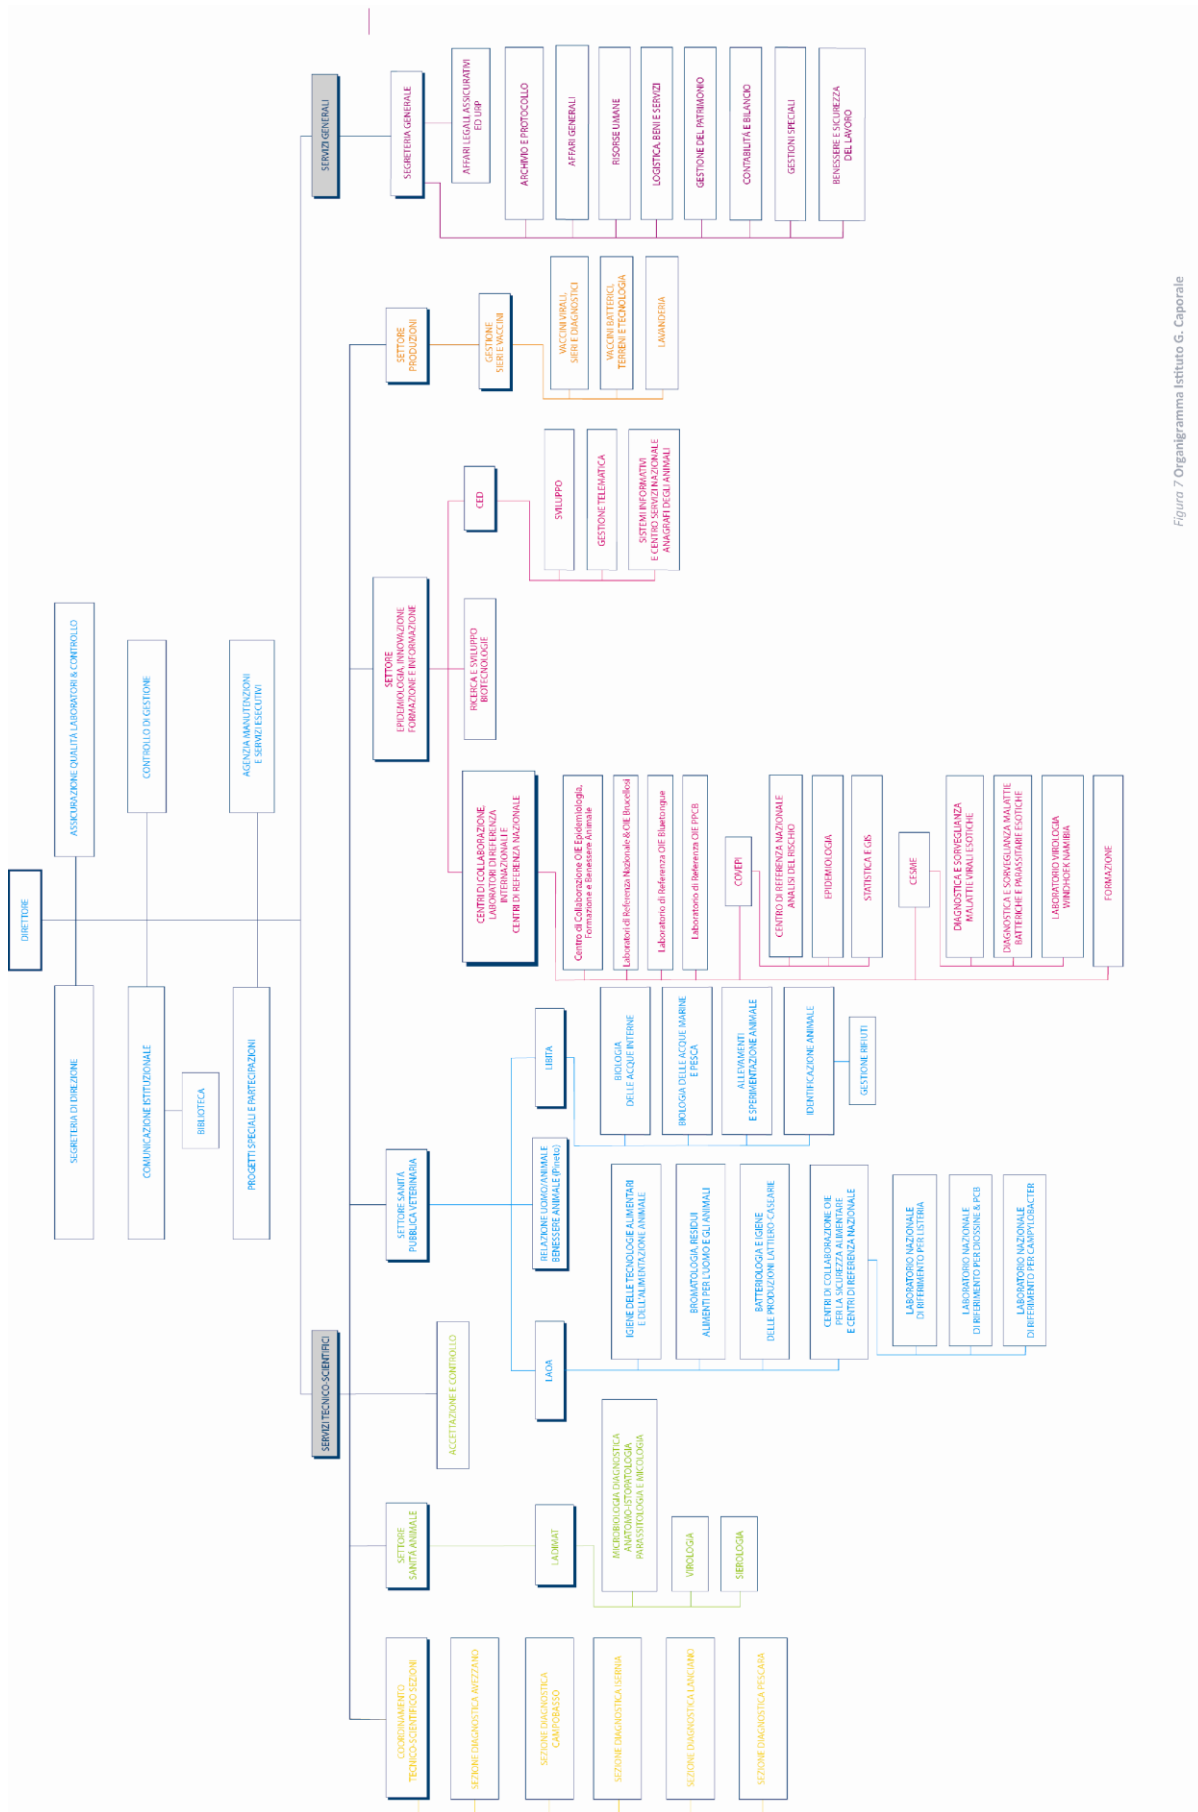 DIRETTORE
SEGRETERIA DI DIREZIONE
ASSICURAZIONE QUALITÀ LABORATORI & CONTROLLO
COMUNICAZIONE ISTITUZIONALE
CONTROLLO DI GESTIONE
BIBLIOTECA
PROGETTI SPECIALI E PARTECIPAZIONI
AGENZIA MANUTENZIONI
E SERVIZI ESECUTIVI
SERVIZI TECNICO-SCIENTIFICI
SERVIZI GENERALI
COORDINAMENTO
TECNICO-SCIENTIFICO SEZIONI
SEZIONE DIAGNOSTICA AVEZZANO
SEZIONE DIAGNOSTICA
CAMPOBASSO
SEZIONE DIAGNOSTICA ISERNIA
SEZIONE DIAGNOSTICA LANCIANO
SEZIONE DIAGNOSTICA PESCARA
SETTORE
SANITÀ ANIMALE
LADIMAT
MICROBIOLOGIA DIAGNOSTICA
ANATOMO-ISTOPATOLOGIA
PARASSITOLOGIA E MICOLOGIA
VIROLOGIA
SIEROLOGIA
ACCETTAZIONE E CONTROLLO
SETTORE SANITÀ
PUBBLICA VETERINARIA
LAOA
IGIENE DELLE TECNOLOGIE ALIMENTARI
E DELL'ALIMENTAZIONE ANIMALE
BROMATOLOGIA, RESIDUI
ALIMENTI PER L'UOMO E GLI ANIMALI
BATTERIOLOGIA E IGIENE
DELLE PRODUZIONI LATTIERO-CASEARIE
CENTRI DI COLLABORAZIONE OIE
PER LA SICUREZZA ALIMENTARE
E CENTRI DI REFERENZA NAZIONALE
LABORATORIO NAZIONALE
DI RIFERIMENTO PER LISTERIA
LABORATORIO NAZIONALE
DI RIFERIMENTO PER DIOSSINE & PCB
LABORATORIO NAZIONALE
DI RIFERIMENTO PER CAMPYLOBACTER
RELAZIONE UOMO/ANIMALE
BENESSERE ANIMALE (Pineto)
LIBITA
BIOLOGIA
DELLE ACQUE INTERNE
BIOLOGIA DELLE ACQUE MARINE
E PESCA
ALLEVAMENTI
E SPERIMENTAZIONE ANIMALE
IDENTIFICAZIONE ANIMALE
GESTIONE RIFIUTI
SETTORE
EPIDEMIOLOGIA, INNOVAZIONE
FORMAZIONE E INFORMAZIONE
CENTRI DI COLLABORAZIONE,
LABORATORI DI REFERENZA
INTERNAZIONALI E
CENTRI DI REFERENZA NAZIONALE
Centro di Collaborazione OIE Epidemiologia,
Formazione e Benessere Animale
Laboratori di Referenza Nazionale & OIE Brucellosi
Laboratorio di Referenza OIE Bluetongue
Laboratorio di Referenza OIE PPCB
COVEPI
CENTRO DI REFERENZA NAZIONALE
ANALISI DEL RISCHIO
EPIDEMIOLOGIA
STATISTICA E GIS
CESME
DIAGNOSTICA E SORVEGLIANZA
MALATTIE VIRALI ESOTICHE
DIAGNOSTICA E SORVEGLIANZA MALATTIE
BATTERICHE E PARASSITARIE ESOTICHE
LABORATORIO VIROLOGIA
WINDHOEK NAMIBIA
FORMAZIONE
RICERCA E SVILUPPO
BIOTECNOLOGIE
CED
SVILUPPO
GESTIONE TELEMATICA
SISTEMI INFORMATIVI
E CENTRO SERVIZI NAZIONALE
ANAGRAFI DEGLI ANIMALI
SETTORE
PRODUZIONI
GESTIONE
SIERI E VACCINI
VACCINI VIRALI,
SIERI E DIAGNOSTICI
VACCINI BATTERICI,
TERRENI E TECNOLOGIA
LAVANDERIA
SEGRETERIA GENERALE
AFFARI LEGALI, ASSICURATIVI
ED URP
ARCHIVIO E PROTOCOLLO
AFFARI GENERALI
RISORSE UMANE
LOGISTICA, BENI E SERVIZI
GESTIONE DEL PATRIMONIO
CONTABILITÀ E BILANCIO
GESTIONI SPECIALI
BENESSERE E SICUREZZA
DEL LAVORO
Figura 7 Organigramma Istituto G. Caporale